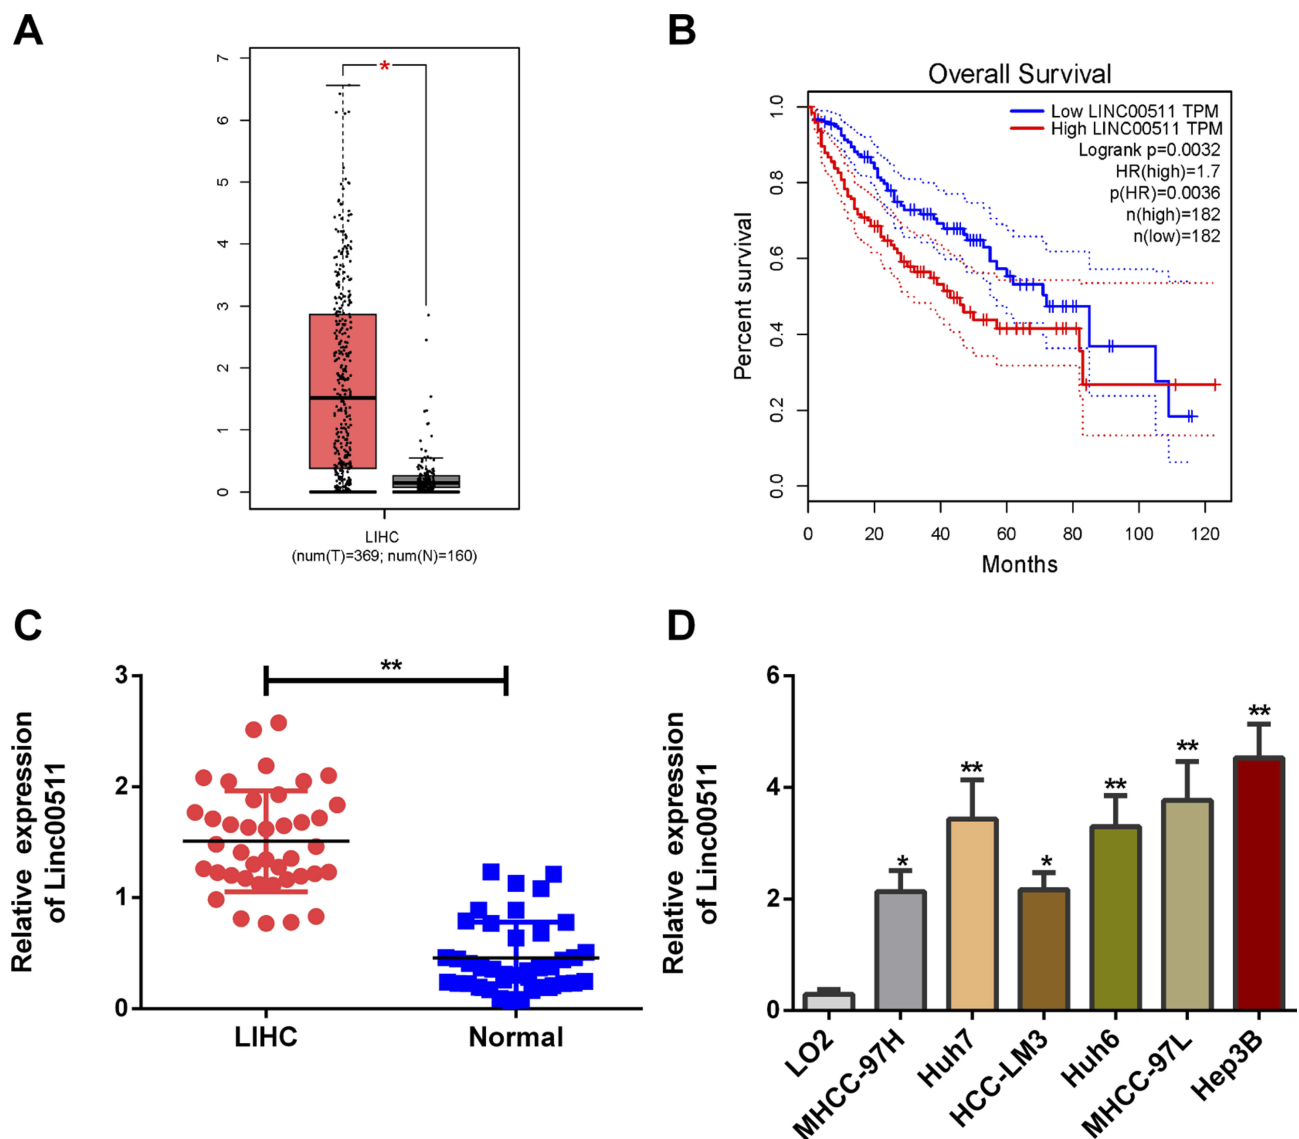 A
7
6
5
4
3
2
1
0
*
LIHC
(num(T)=369; num(N)=160)
B
Overall Survival
Low LINC00511 TPM
High LINC00511 TPM
Logrank p=0.0032
HR(high)=1.7
p(HR)=0.0036
n(high)=182
n(low)=182
Percent survival
1.0
0.8
0.6
0.4
0.2
0.0
0 20 40 60 80 100 120
Months
C
Relative expression
of Linc00511
3
2
1
0
**
LIHC Normal
D
Relative expression
of Linc00511
6
4
2
0
* ** * ** ** **
LO2
MHCC-97H
Huh7
HCC-LM3
Huh6
MHCC-97L
Hep3B